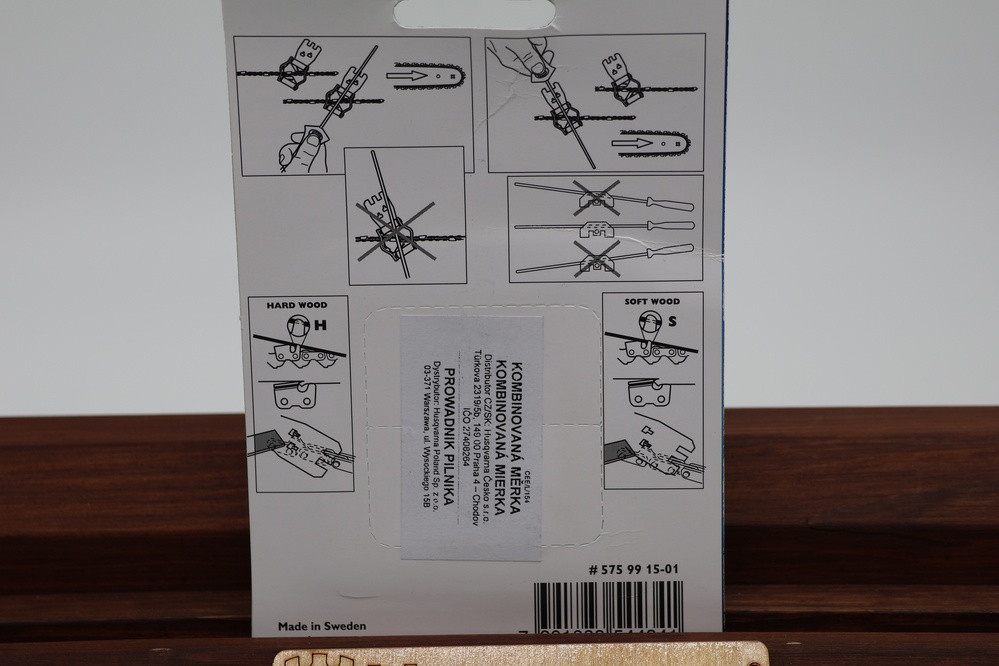 HARD WOOD
H
SOFT WOOD
S
CEE/L/154
KOMBINOVANÁ MĚRKA
KOMBINOVANÁ MIERKA
Distributor CZ/SK: Husqvarna Česko s.r.o.
Türkova 2319/5b, 149 00 Praha 4 – Chodov
IČO 27408264
PROWADNIK PILNIKA
Dystrybutor: Husqvarna Poland Sp. z o.o.
03-371 Warszawa, ul. Wysockiego 15B
# 575 99 15-01
Made in Sweden